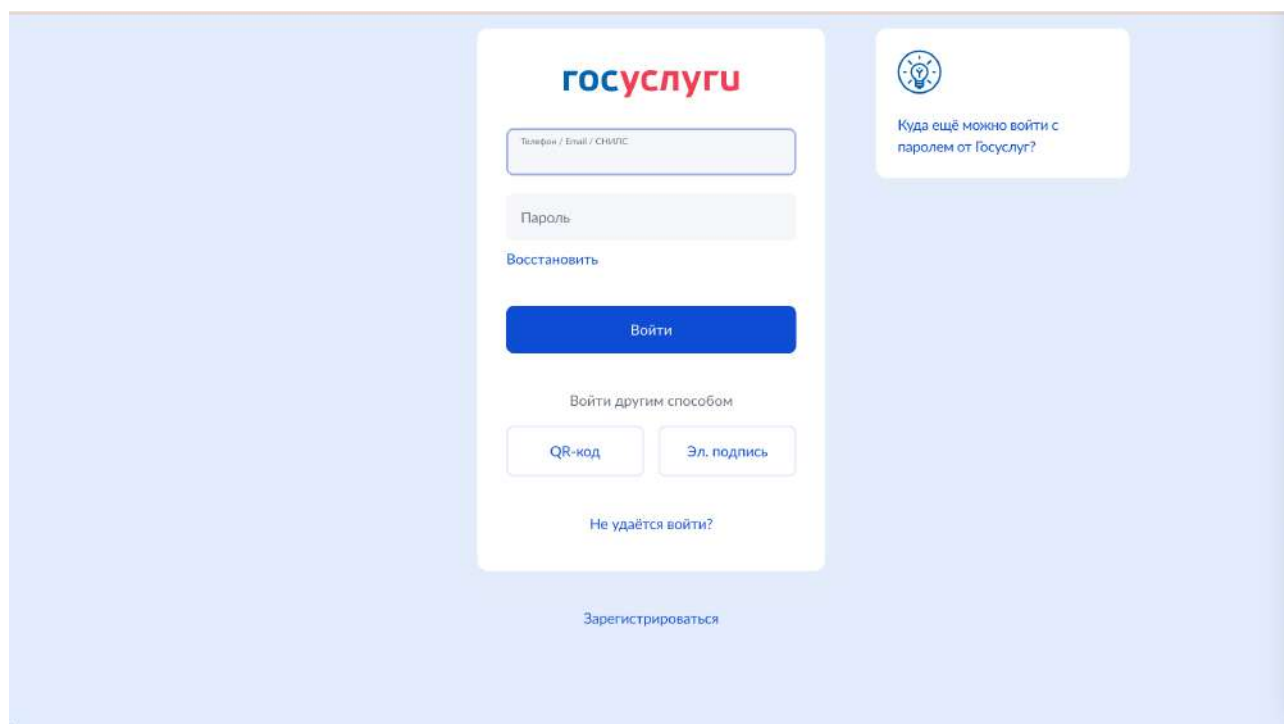 госуслуги
Телефон / Email / СНИЛС
Пароль
Восстановить
Войти
Войти другим способом
QR-код
Эл. подпись
Не удаётся войти?
Зарегистрироваться
Куда ещё можно войти с
паролем от Госуслуг?